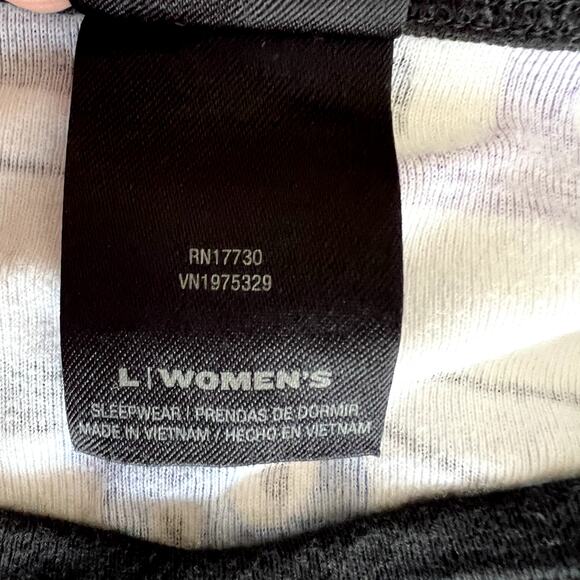 RN17730
VN1975329
L | WOMEN'S
SLEEPWEAR | PRENDAS DE DORMIR
MADE IN VIETNAM / HECHO EN VIETNAM